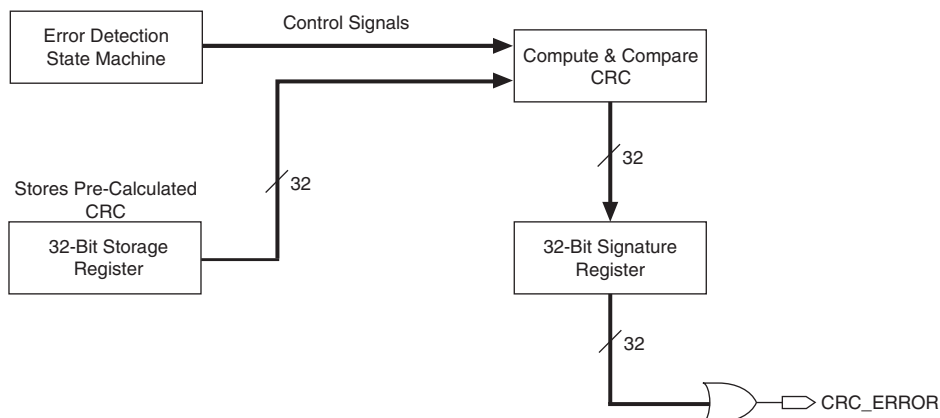 Control Signals
Error Detection
State Machine
Compute & Compare
CRC
32
32
Stores Pre-Calculated
CRC
32-Bit Storage
Register
32-Bit Signature
Register
32
CRC_ERROR